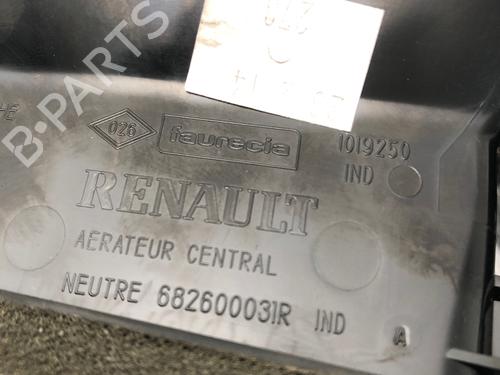 B-PARTS
026 faurecia 1019250
IND
RENAULT
AERATEUR CENTRAL
NEUTRE 682600031R IND A